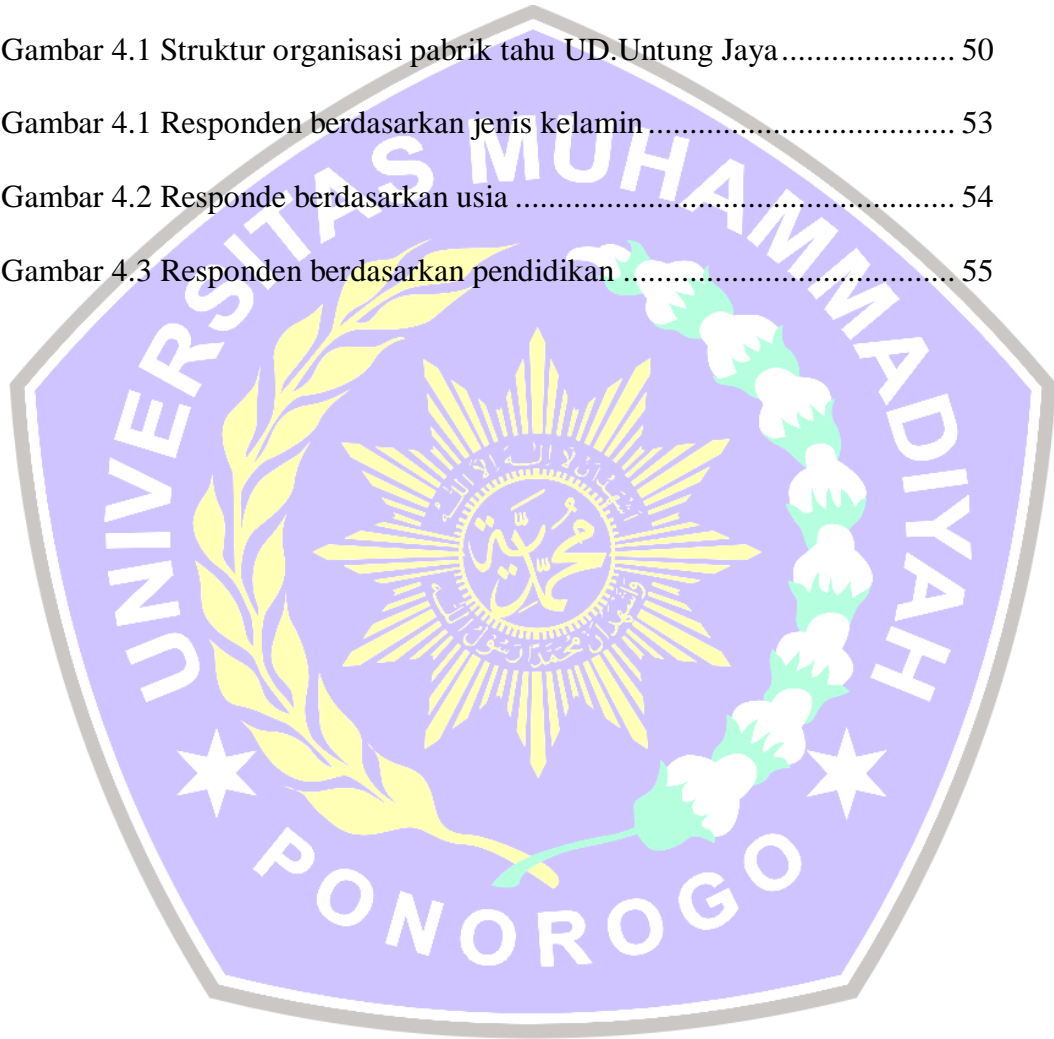 Gambar 4.1 Struktur organisasi pabrik tahu UD.Untung Jaya..................... 50
Gambar 4.1 Responden berdasarkan jenis kelamin..................................... 53
Gambar 4.2 Responde berdasarkan usia ..................................................... 54
Gambar 4.3 Responden berdasarkan pendidikan ........................................ 55
UNIVERSITAS MUHAMMADIYAH
PONOROGO
محمدية